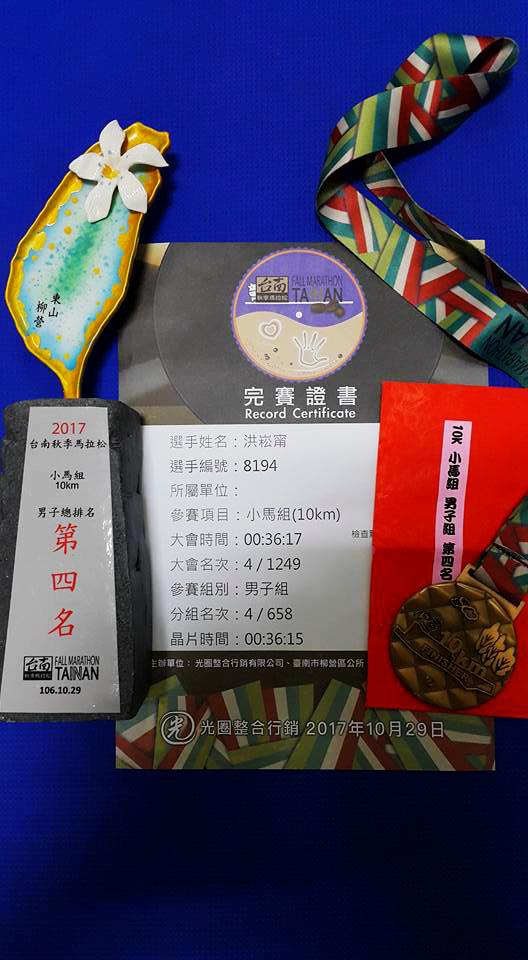 東山
柳營
2017
台南秋季馬拉松
小馬組
10km
男子總排名
第四名
台南
秋季馬拉松
FALL MARATHON
TAINAN
106.10.29
台南
秋季馬拉松
FALL MARATHON
完賽證書
Record Certificate
選手姓名：洪崧甯
選手編號：8194
所屬單位：
參賽項目：小馬組(10km)
大會時間：00:36:17
大會名次：4 / 1249
參賽組別：男子組
分組名次：4 / 658
晶片時間：00:36:15
檢查
主辦單位： 光圈整合行銷有限公司、臺南市柳營區公所
光 光圈整合行銷 2017年10月29日
10K 小馬組 男子組 第四名
10km
FINISHER